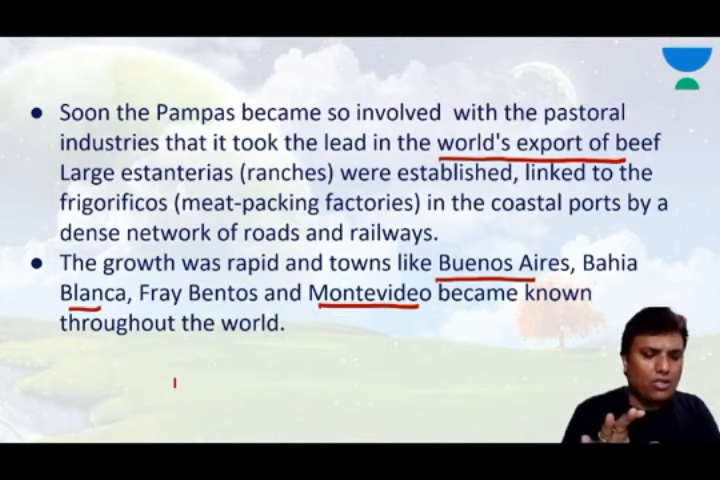 ● Soon the Pampas became so involved with the pastoral
industries that it took the lead in the world's export of beef
Large estanterias (ranches) were established, linked to the
frigorificos (meat-packing factories) in the coastal ports by a
dense network of roads and railways.
● The growth was rapid and towns like Buenos Aires, Bahia
Blanca, Fray Bentos and Montevideo became known
throughout the world.